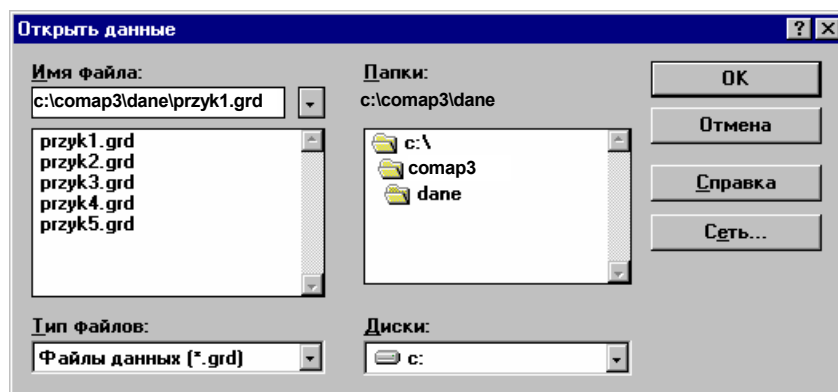 Открыть данные
Имя файла:
c:\comap3\dane\przyk1.grd
przyk1.grd
przyk2.grd
przyk3.grd
przyk4.grd
przyk5.grd
Тип файлов:
Файлы данных (*.grd)
Папки:
c:\comap3\dane
c:\
comap3
dane
Диски:
c:
OK
Отмена
Справка
Сеть...